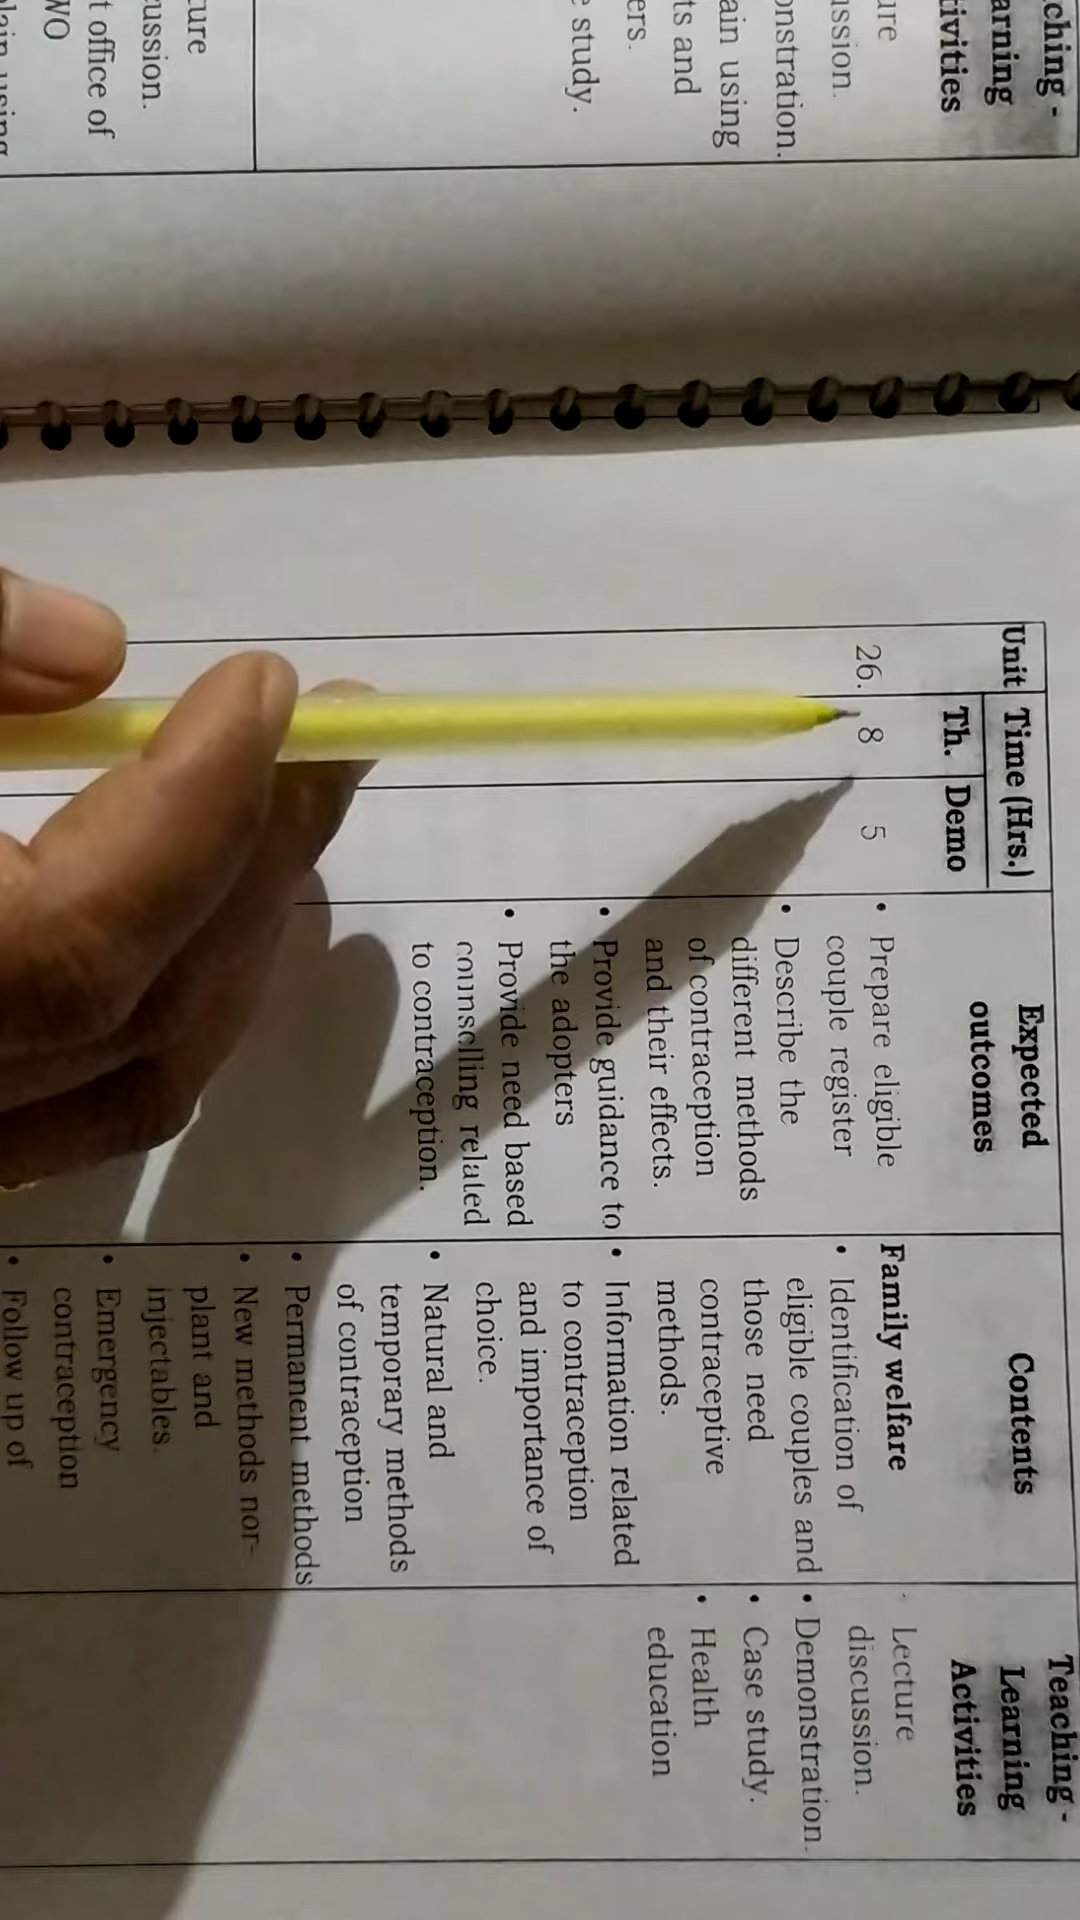 Teaching -
Learning
Activities
Contents
Expected
outcomes
Unit
Time (Hrs.)
Th.
Demo
26.
8
5
• Prepare eligible
couple register
• Describe the
different methods
of contraception
and their effects.
• Provide guidance to
the adopters
• Provide need based
counselling related
to contraception.
Family welfare
• Identification of
eligible couples and
those need
contraceptive
methods.
• Information related
to contraception
and importance of
choice.
• Natural and
temporary methods
of contraception
• Permanent methods
• New methods nor-
plant and
injectables.
• Emergency
contraception
• Follow up of
Lecture
discussion.
• Demonstration.
• Case study.
• Health
education
ching -
arning
tivities
ure
ussion.
onstration.
ain using
ts and
ers.
e study.
ture
cussion.
t office of
WO
lain using